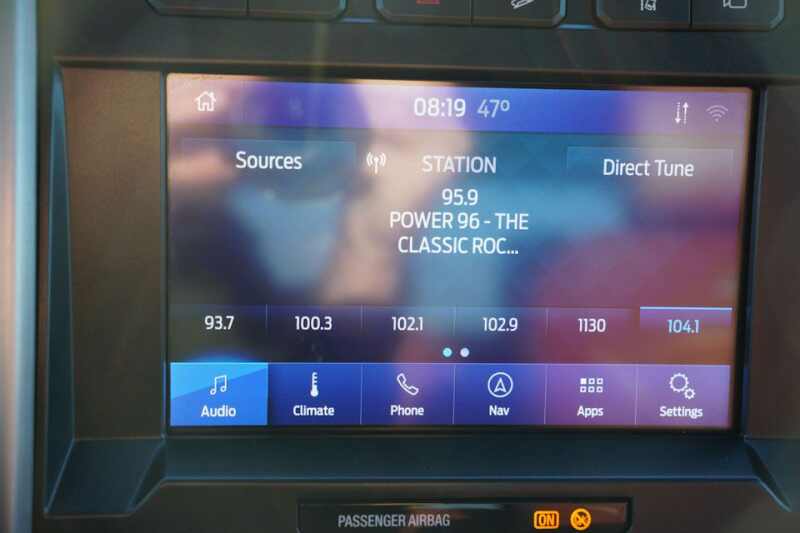 08:19 47°
Sources
STATION
Direct Tune
95.9
POWER 96 - THE
CLASSIC ROC...
93.7 100.3 102.1 102.9 1130 104.1
Audio Climate Phone Nav Apps Settings
PASSENGER AIRBAG ON